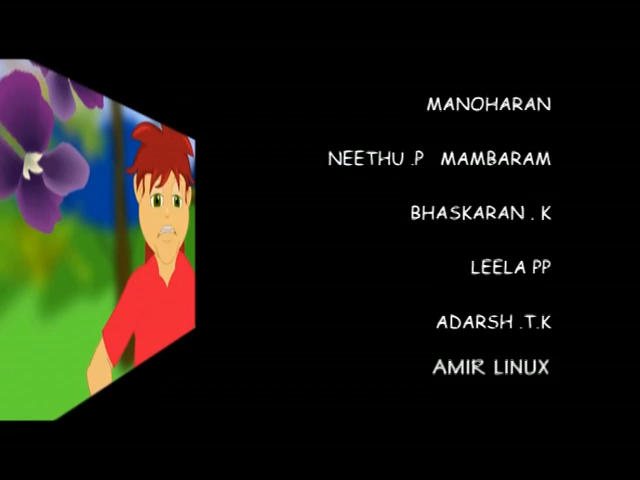 MANOHARAN
NEETHU .P MAMBARAM
BHASKARAN . K
LEELA PP
ADARSH .T.K
AMIR LINUX